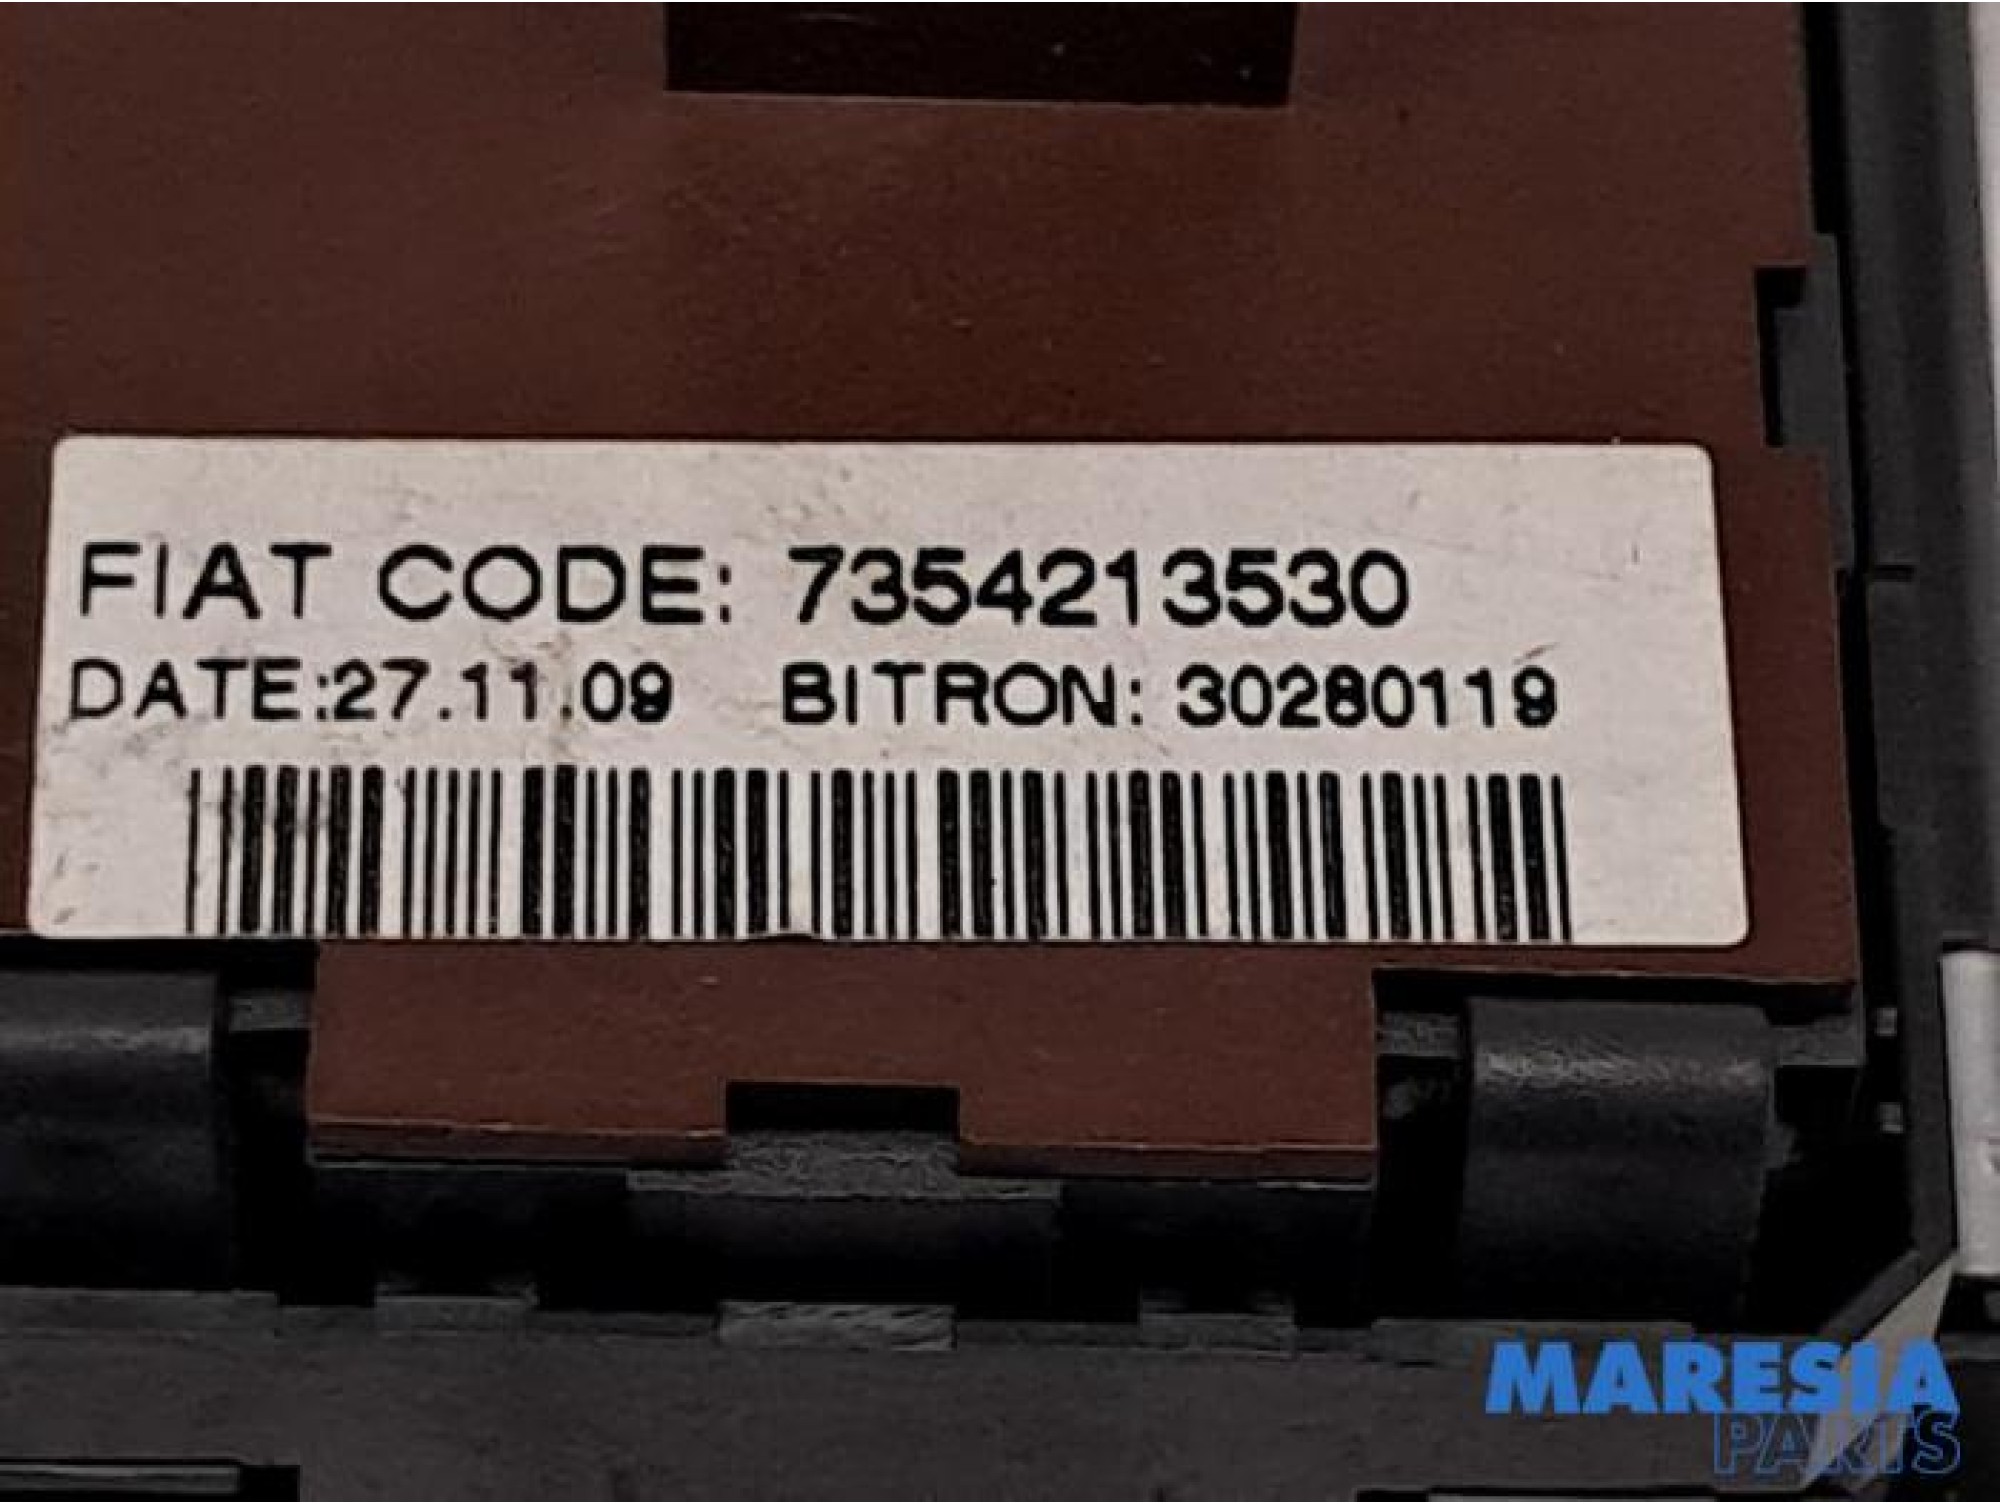 FIAT CODE: 7354213530
DATE:27.11.09 BITRON: 30280119
MARESIA
PARTS